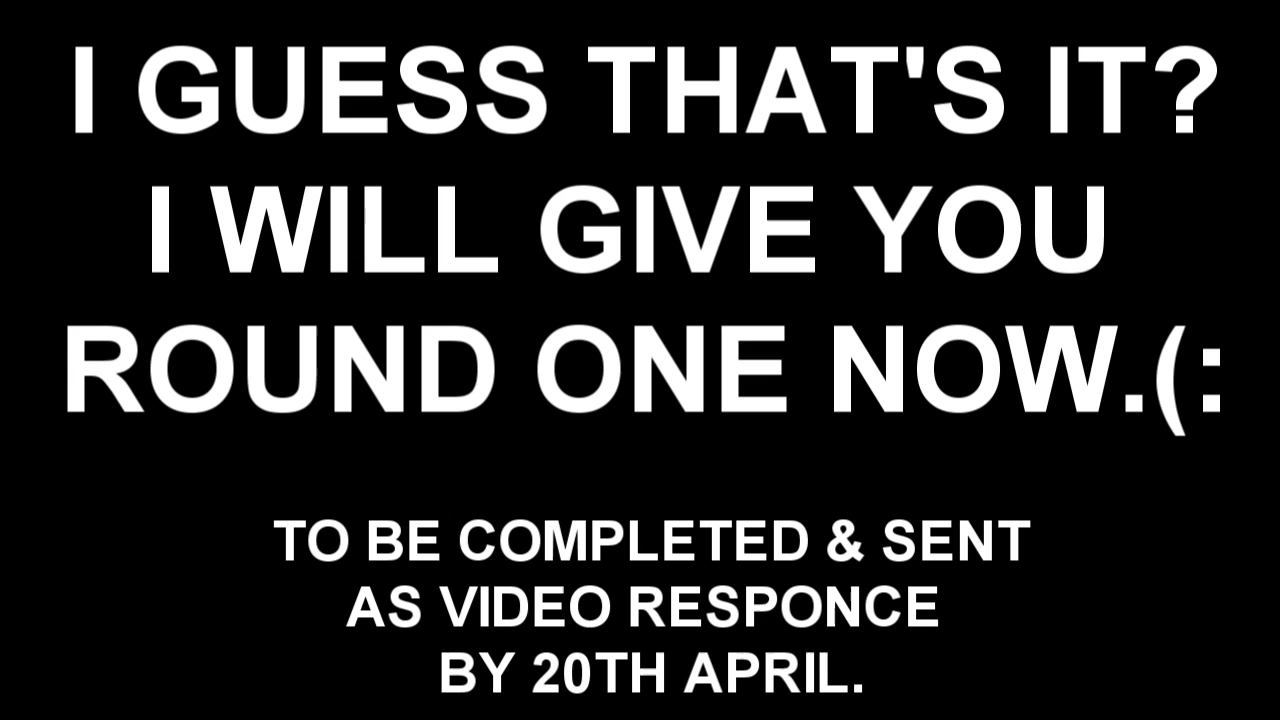 I GUESS THAT'S IT?
I WILL GIVE YOU
ROUND ONE NOW.(:
TO BE COMPLETED & SENT
AS VIDEO RESPONCE
BY 20TH APRIL.